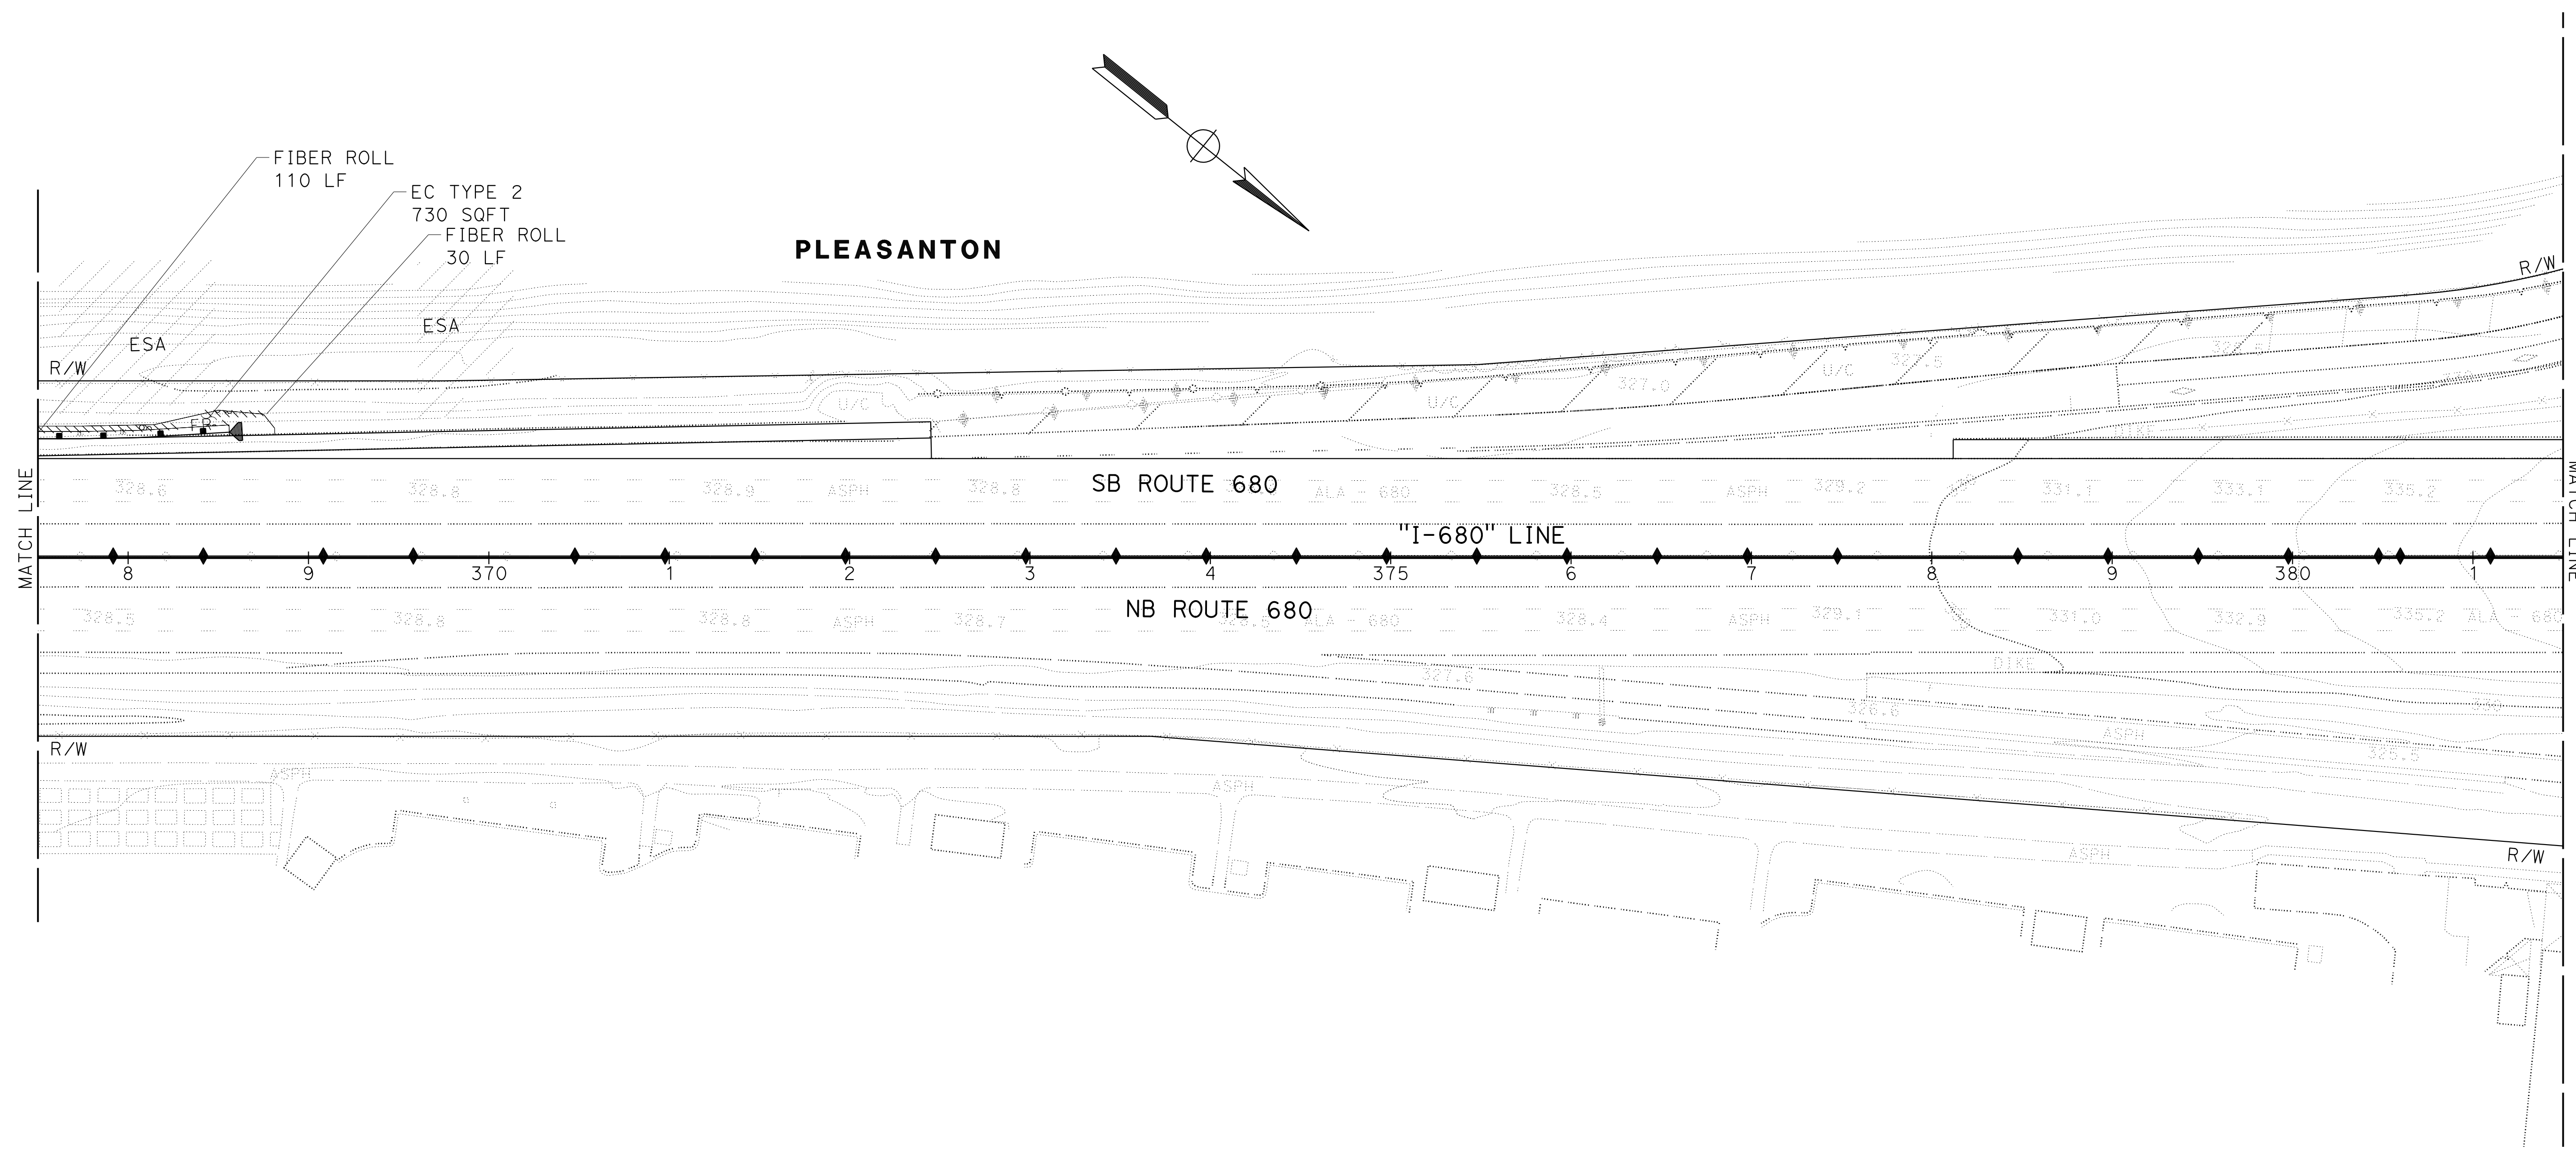 FIBER ROLL
110 LF
EC TYPE 2
730 SQFT
FIBER ROLL
30 LF
PLEASANTON
R/W
ESA
ESA
R/W
U/C
U/C
U/C
327.0
327.5
DIKE
MATCH LINE
MATCH LINE
328.6
328.8
328.9
ASPH
328.8
SB ROUTE 680
ALA - 680
328.5
ASPH
329.2
331.1
333.1
335.2
"I-680" LINE
8
9
370
1
2
3
4
375
6
7
8
9
380
1
328.5
328.8
328.8
ASPH
328.7
NB ROUTE 680
ALA - 680
328.4
ASPH
329.1
331.0
332.9
335.2
ALA - 680
327.6
DIKE
326.6
330
ASPH
325.5
R/W
ASPH
ASPH
ASPH
R/W